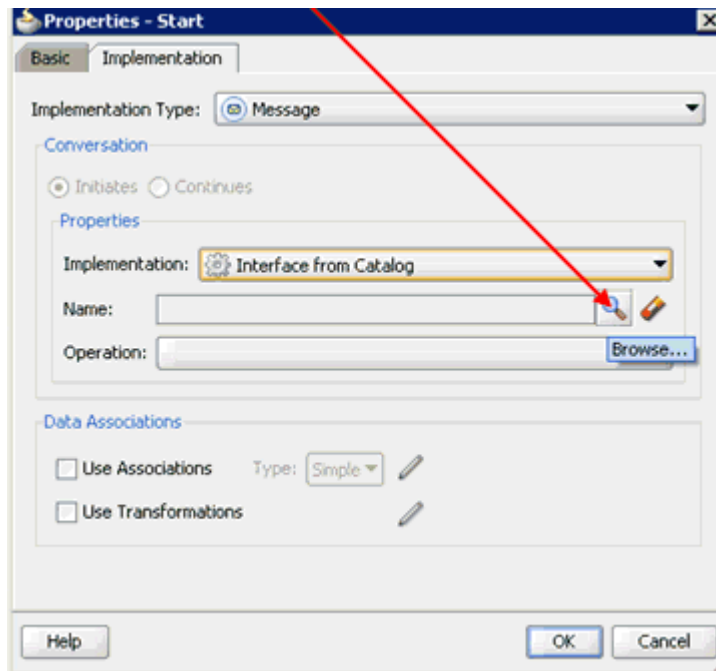 Properties - Start
Basic Implementation
Implementation Type: Message
Conversation
Initiates Continues
Properties
Implementation: Interface from Catalog
Name:
Operation:
Browse...
Data Associations
Use Associations Type: Simple
Use Transformations
Help OK Cancel